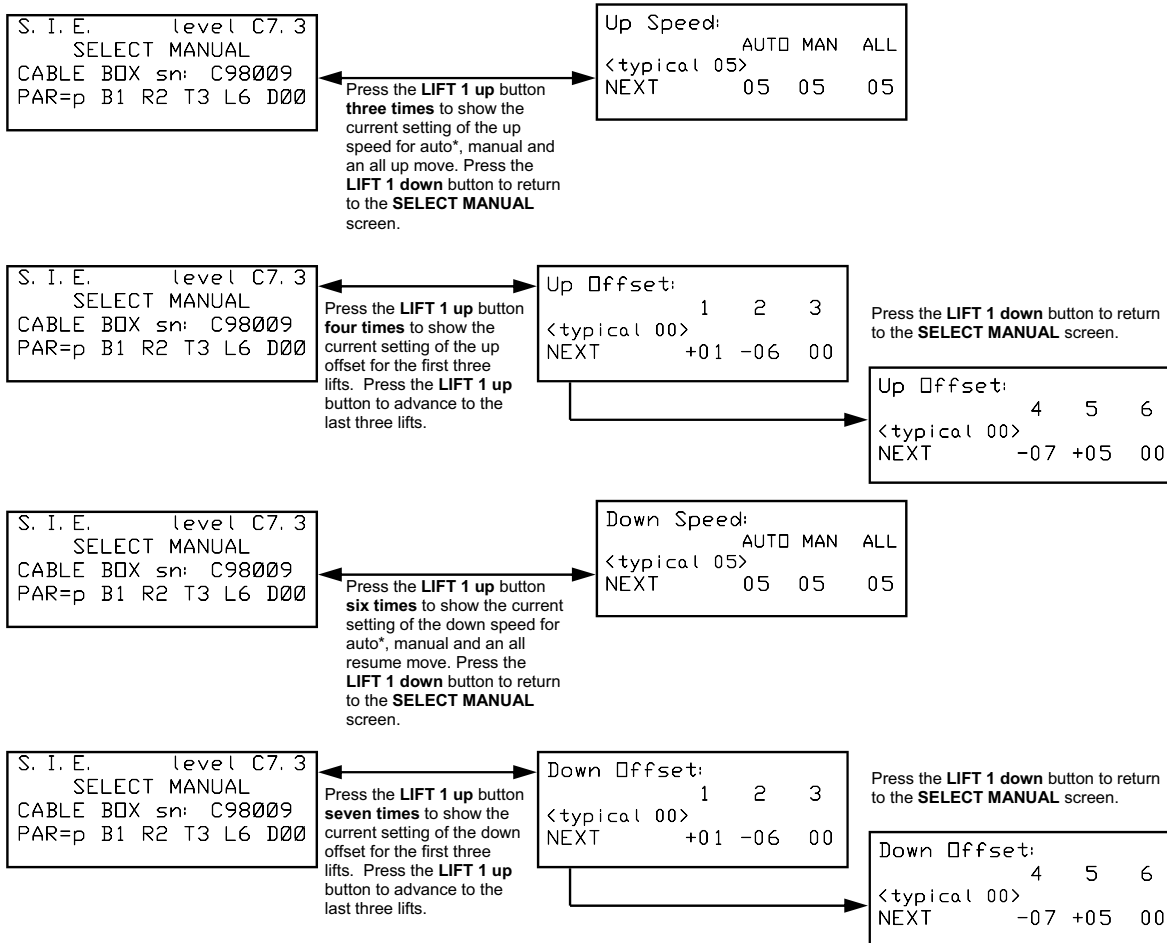 S. I. E. level C7. 3
SELECT MANUAL
CABLE BOX sn: C98009
PAR=p B1 R2 T3 L6 D00
Press the LIFT 1 up button
three times to show the
current setting of the up
speed for auto*, manual and
an all up move. Press the
LIFT 1 down button to return
to the SELECT MANUAL
screen.
Up Speed:
AUTO MAN ALL
<typical 05>
NEXT 05 05 05
S. I. E. level C7. 3
SELECT MANUAL
CABLE BOX sn: C98009
PAR=p B1 R2 T3 L6 D00
Press the LIFT 1 up button
four times to show the
current setting of the up
offset for the first three
lifts. Press the LIFT 1 up
button to advance to the
last three lifts.
Up Offset:
1 2 3
<typical 00>
NEXT +01 -06 00
Press the LIFT 1 down button to return
to the SELECT MANUAL screen.
Up Offset:
4 5 6
<typical 00>
NEXT -07 +05 00
S. I. E. level C7. 3
SELECT MANUAL
CABLE BOX sn: C98009
PAR=p B1 R2 T3 L6 D00
Press the LIFT 1 up button
six times to show the current
setting of the down speed for
auto*, manual and an all
resume move. Press the
LIFT 1 down button to return
to the SELECT MANUAL
screen.
Down Speed:
AUTO MAN ALL
<typical 05>
NEXT 05 05 05
S. I. E. level C7. 3
SELECT MANUAL
CABLE BOX sn: C98009
PAR=p B1 R2 T3 L6 D00
Press the LIFT 1 up button
seven times to show the
current setting of the down
offset for the first three
lifts. Press the LIFT 1 up
button to advance to the
last three lifts.
Down Offset:
1 2 3
<typical 00>
NEXT +01 -06 00
Press the LIFT 1 down button to return
to the SELECT MANUAL screen.
Down Offset:
4 5 6
<typical 00>
NEXT -07 +05 00